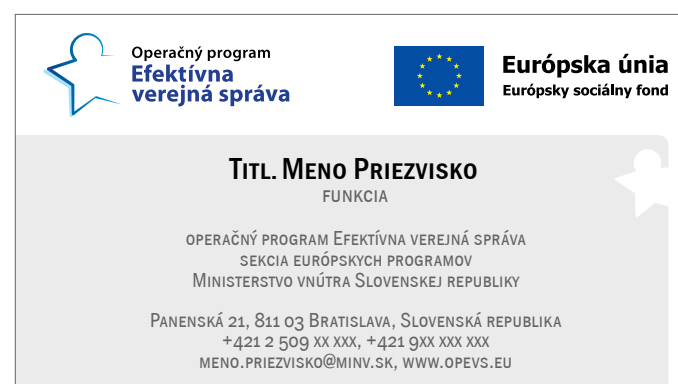 Operačný program
Efektívna
verejná správa
Európska únia
Európsky sociálny fond
Titl. Meno Priezvisko
funkcia
operačný program Efektívna verejná správa
sekcia európskych programov
Ministerstvo vnútra Slovenskej republiky
Panenská 21, 811 03 Bratislava, Slovenská republika
+421 2 509 xx xxx, +421 9xx xxx xxx
meno.priezvisko@minv.sk, www.opevs.eu